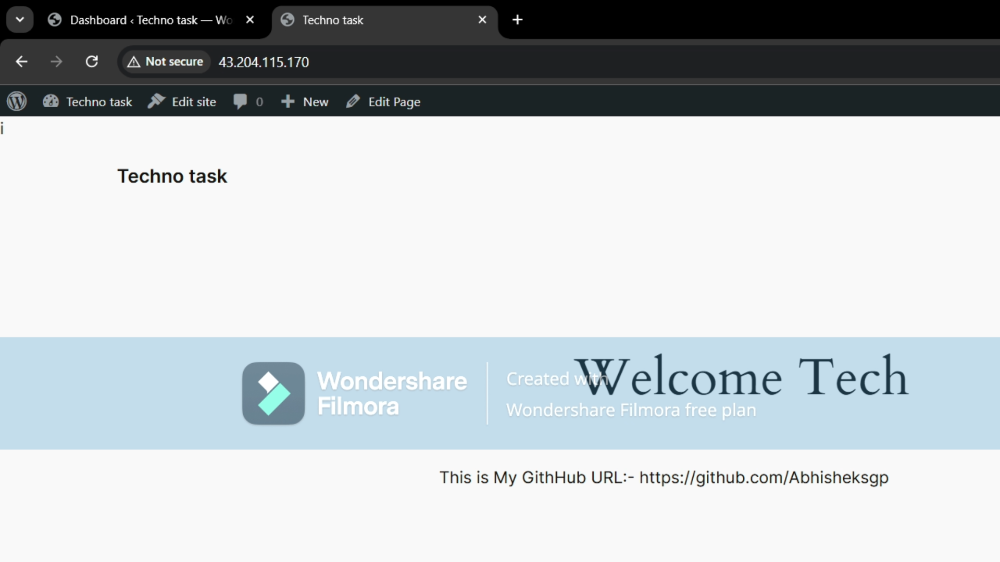 Dashboard ‹ Techno task — Wo
Techno task
Not secure 43.204.115.170
Techno task Edit site 0 New Edit Page
i
Techno task
Welcome Tech
Wondershare
Filmora
Created with
Wondershare Filmora free plan
This is My GithHub URL:- https://github.com/Abhisheksgp